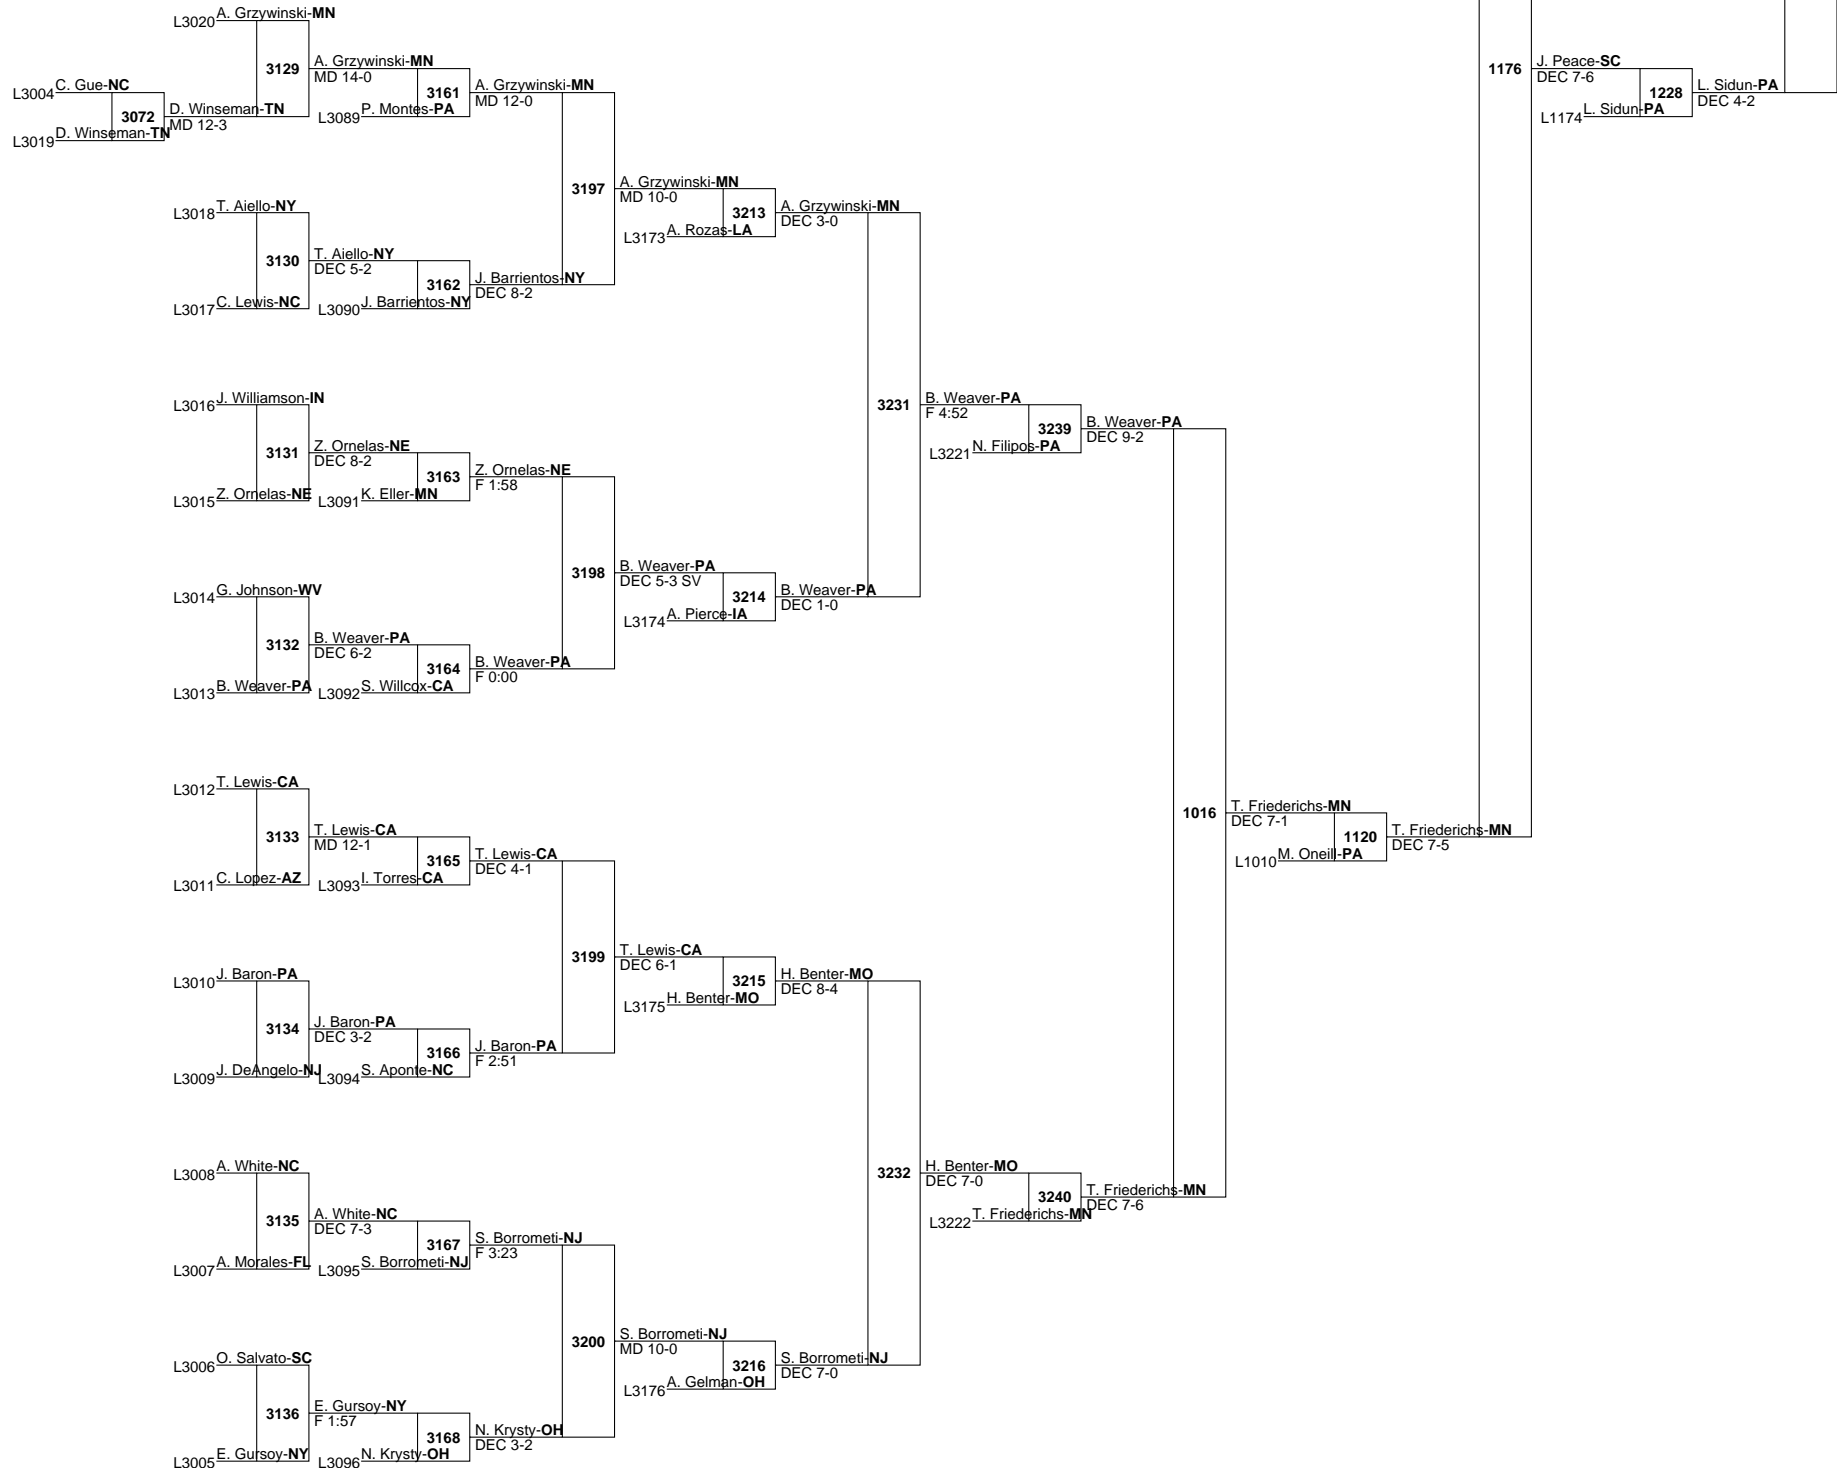 L3020 A. Grzywinski-MN
3129
A. Grzywinski-MN
MD 14-0
L3004 C. Gue-NC
3072
L3019 D. Winseman-TN
D. Winseman-TN
MD 12-3
3161
L3089 P. Montes-PA
A. Grzywinski-MN
MD 12-0
L3018 T. Aiello-NY
3130
L3017 C. Lewis-NC
T. Aiello-NY
DEC 5-2
3162
L3090 J. Barrientos-NY
J. Barrientos-NY
DEC 8-2
3197
A. Grzywinski-MN
MD 10-0
3213
L3173 A. Rozas-LA
A. Grzywinski-MN
DEC 3-0
L3016 J. Williamson-IN
3131
L3015 Z. Ornelas-NE
Z. Ornelas-NE
DEC 8-2
3163
L3091 K. Eller-MN
Z. Ornelas-NE
F 1:58
L3014 G. Johnson-WV
3132
L3013 B. Weaver-PA
B. Weaver-PA
DEC 6-2
3164
L3092 S. Willcox-CA
B. Weaver-PA
F 0:00
3198
B. Weaver-PA
DEC 5-3 SV
3214
L3174 A. Pierce-IA
B. Weaver-PA
DEC 1-0
3231
B. Weaver-PA
F 4:52
3239
L3221 N. Filipos-PA
B. Weaver-PA
DEC 9-2
L3012 T. Lewis-CA
3133
L3011 C. Lopez-AZ
T. Lewis-CA
MD 12-1
3165
L3093 I. Torres-CA
T. Lewis-CA
DEC 4-1
L3010 J. Baron-PA
3134
L3009 J. DeAngelo-NJ
J. Baron-PA
DEC 3-2
3166
L3094 S. Aponte-NC
J. Baron-PA
F 2:51
3199
T. Lewis-CA
DEC 6-1
3215
L3175 H. Benter-MO
H. Benter-MO
DEC 8-4
L3008 A. White-NC
3135
L3007 A. Morales-FL
A. White-NC
DEC 7-3
3167
L3095 S. Borrometi-NJ
S. Borrometi-NJ
F 3:23
L3006 O. Salvato-SC
3136
L3005 E. Gursoy-NY
E. Gursoy-NY
F 1:57
3168
L3096 N. Krysty-OH
N. Krysty-OH
DEC 3-2
3200
S. Borrometi-NJ
MD 10-0
3216
L3176 A. Gelman-OH
S. Borrometi-NJ
DEC 7-0
3232
H. Benter-MO
DEC 7-0
3240
L3222 T. Friederichs-MN
T. Friederichs-MN
DEC 7-6
1016
T. Friederichs-MN
DEC 7-1
1120
L1010 M. Oneill-PA
T. Friederichs-MN
DEC 7-5
1176
J. Peace-SC
DEC 7-6
1228
L1174 L. Sidun-PA
L. Sidun-PA
DEC 4-2